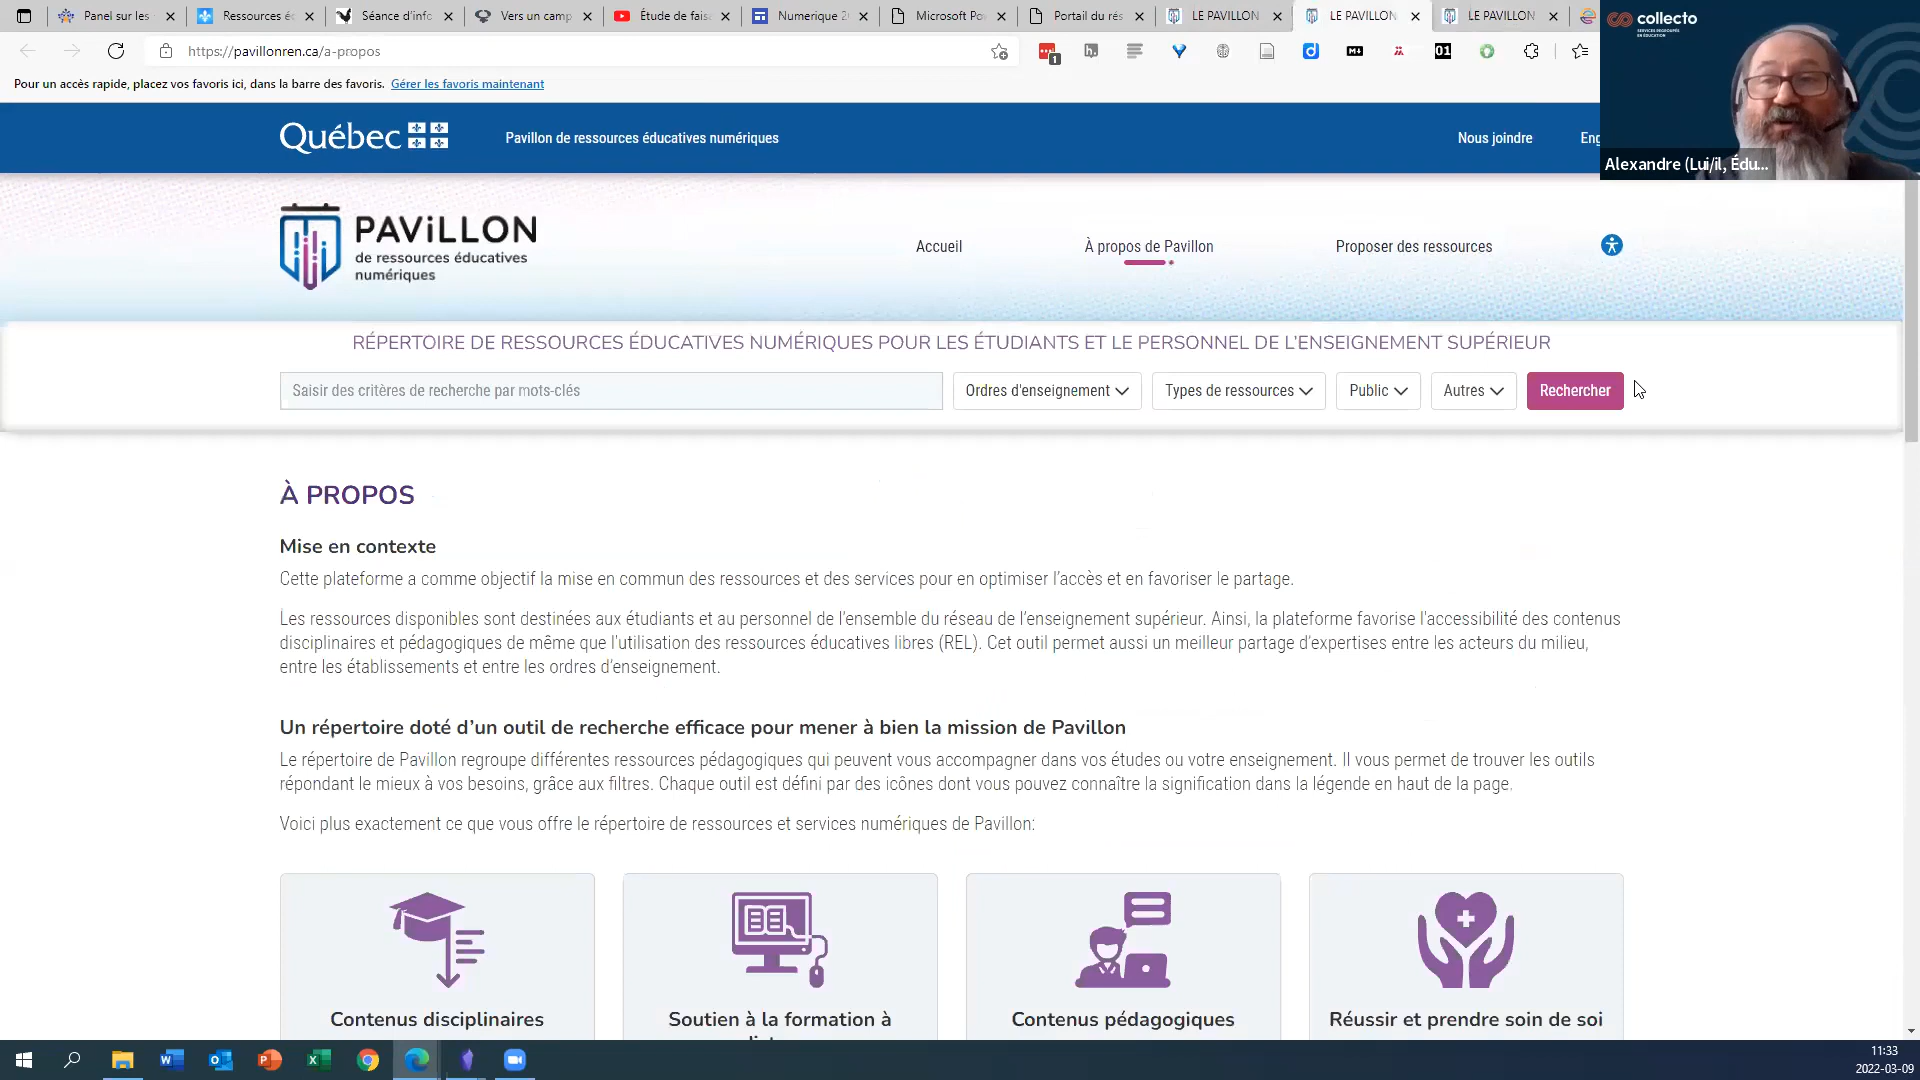 Panel sur les
Ressources é
Séance d'info
Vers un camp
Étude de fais
Numerique 2
Microsoft Po
Portail du rés
LE PAVILLON
LE PAVILLON
LE PAVILLON
https://pavillonren.ca/a-propos
1
h.
d
M
01
Pour un accès rapide, placez vos favoris ici, dans la barre des favoris. Gérer les favoris maintenant
collecto
SERVICES REGROUPÉS
EN ÉDUCATION
Alexandre (Lui/il, Édu...
Québec
Pavillon de ressources éducatives numériques
Nous joindre
Eng
PAViLLON
de ressources éducatives
numériques
Accueil
À propos de Pavillon
Proposer des ressources
RÉPERTOIRE DE RESSOURCES ÉDUCATIVES NUMÉRIQUES POUR LES ÉTUDIANTS ET LE PERSONNEL DE L'ENSEIGNEMENT SUPÉRIEUR
Saisir des critères de recherche par mots-clés
Ordres d'enseignement
Types de ressources
Public
Autres
Rechercher
À PROPOS
Mise en contexte
Cette plateforme a comme objectif la mise en commun des ressources et des services pour en optimiser l'accès et en favoriser le partage.
Les ressources disponibles sont destinées aux étudiants et au personnel de l'ensemble du réseau de l'enseignement supérieur. Ainsi, la plateforme favorise l'accessibilité des contenus
disciplinaires et pédagogiques de même que l'utilisation des ressources éducatives libres (REL). Cet outil permet aussi un meilleur partage d'expertises entre les acteurs du milieu,
entre les établissements et entre les ordres d'enseignement.
Un répertoire doté d'un outil de recherche efficace pour mener à bien la mission de Pavillon
Le répertoire de Pavillon regroupe différentes ressources pédagogiques qui peuvent vous accompagner dans vos études ou votre enseignement. Il vous permet de trouver les outils
répondant le mieux à vos besoins, grâce aux filtres. Chaque outil est défini par des icônes dont vous pouvez connaître la signification dans la légende en haut de la page.
Voici plus exactement ce que vous offre le répertoire de ressources et services numériques de Pavillon:
Contenus disciplinaires
Soutien à la formation à
Contenus pédagogiques
Réussir et prendre soin de soi
11:33
2022-03-09